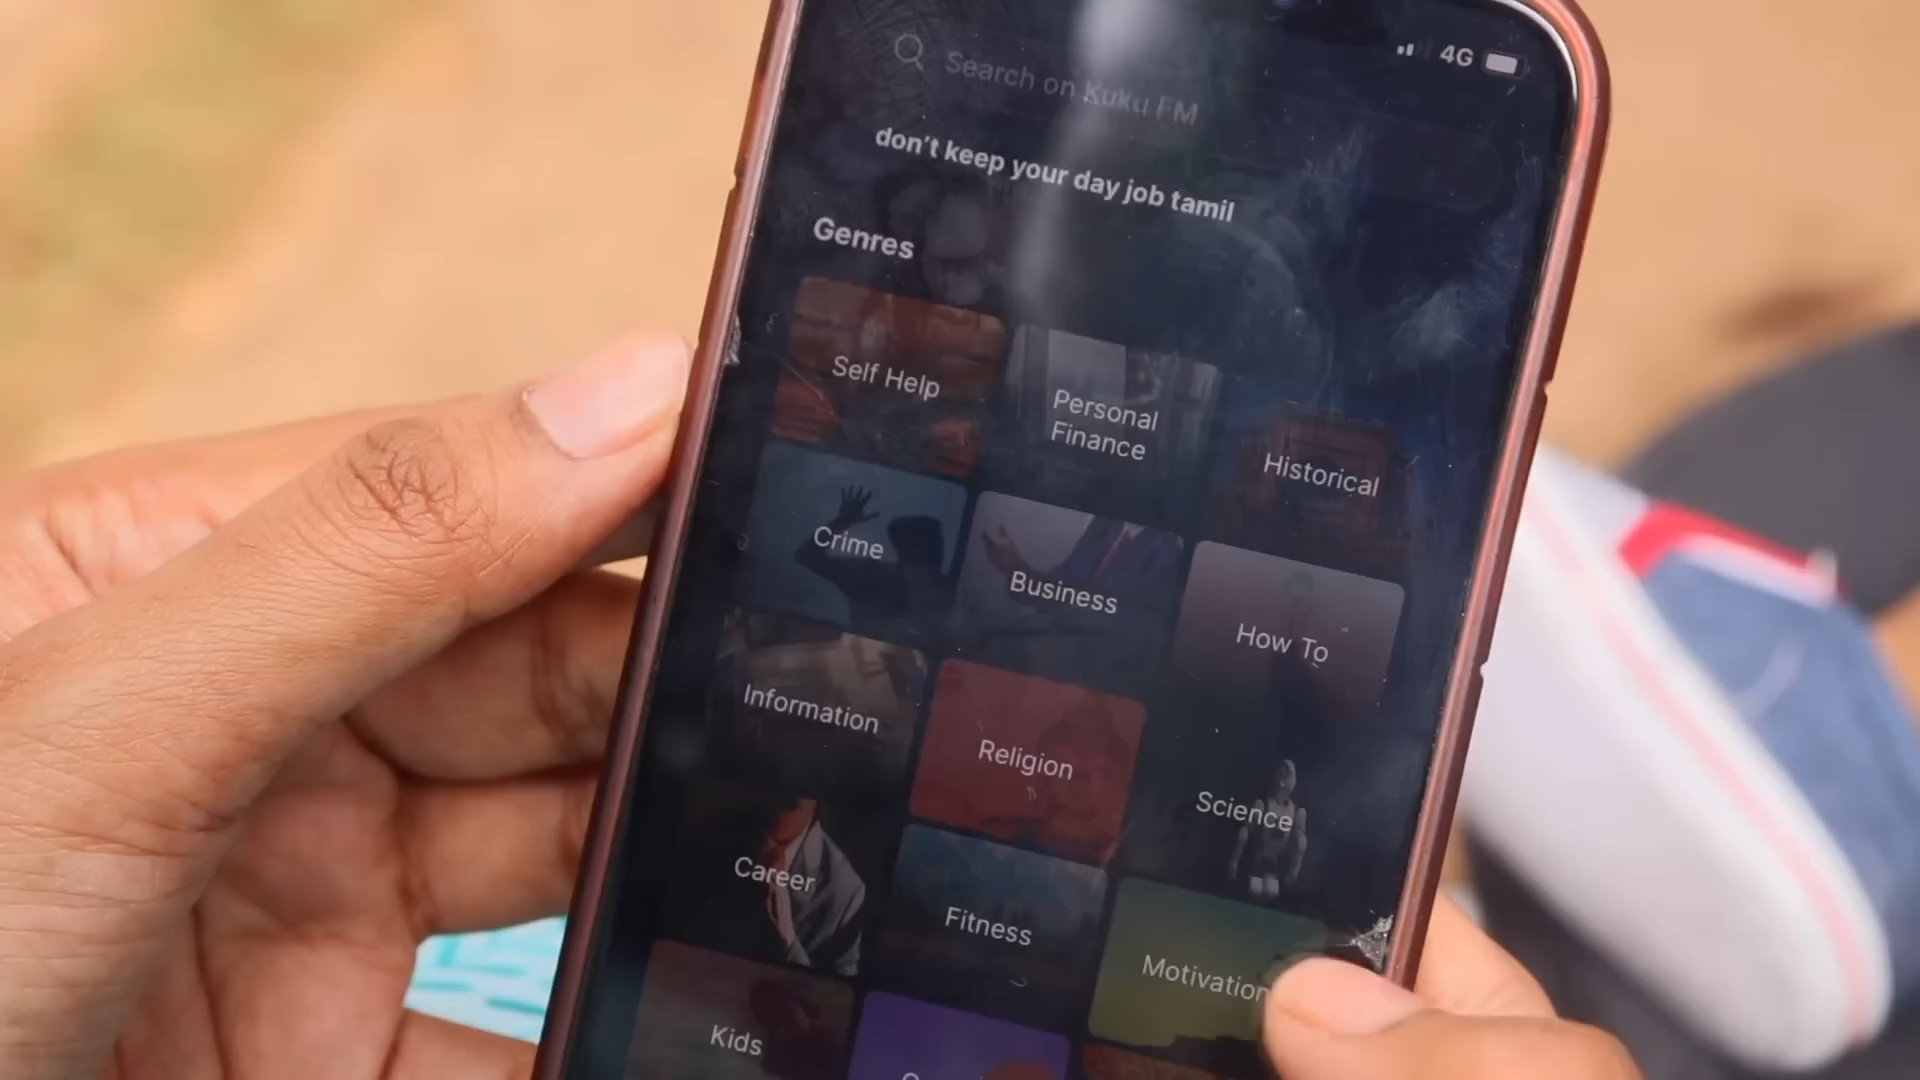 4G
Search on Kuku FM
don't keep your day job tamil
Genres
Self Help
Personal
Finance
Historical
Crime
Business
How To
Information
Religion
Science
Career
Fitness
Motivation
Kids